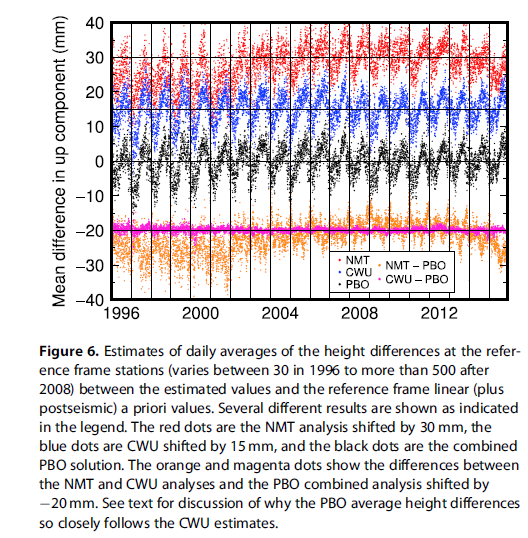 40
30
20
10
0
−10
−20
−30
−40
Mean difference in up component (mm)
NMT
CWU
PBO
NMT − PBO
CWU − PBO
1996 2000 2004 2008 2012
Figure 6. Estimates of daily averages of the height differences at the refer-
ence frame stations (varies between 30 in 1996 to more than 500 after
2008) between the estimated values and the reference frame linear (plus
postseismic) a priori values. Several different results are shown as indicated
in the legend. The red dots are the NMT analysis shifted by 30 mm, the
blue dots are CWU shifted by 15 mm, and the black dots are the combined
PBO solution. The orange and magenta dots show the differences between
the NMT and CWU analyses and the PBO combined analysis shifted by
−20 mm. See text for discussion of why the PBO average height differences
so closely follows the CWU estimates.